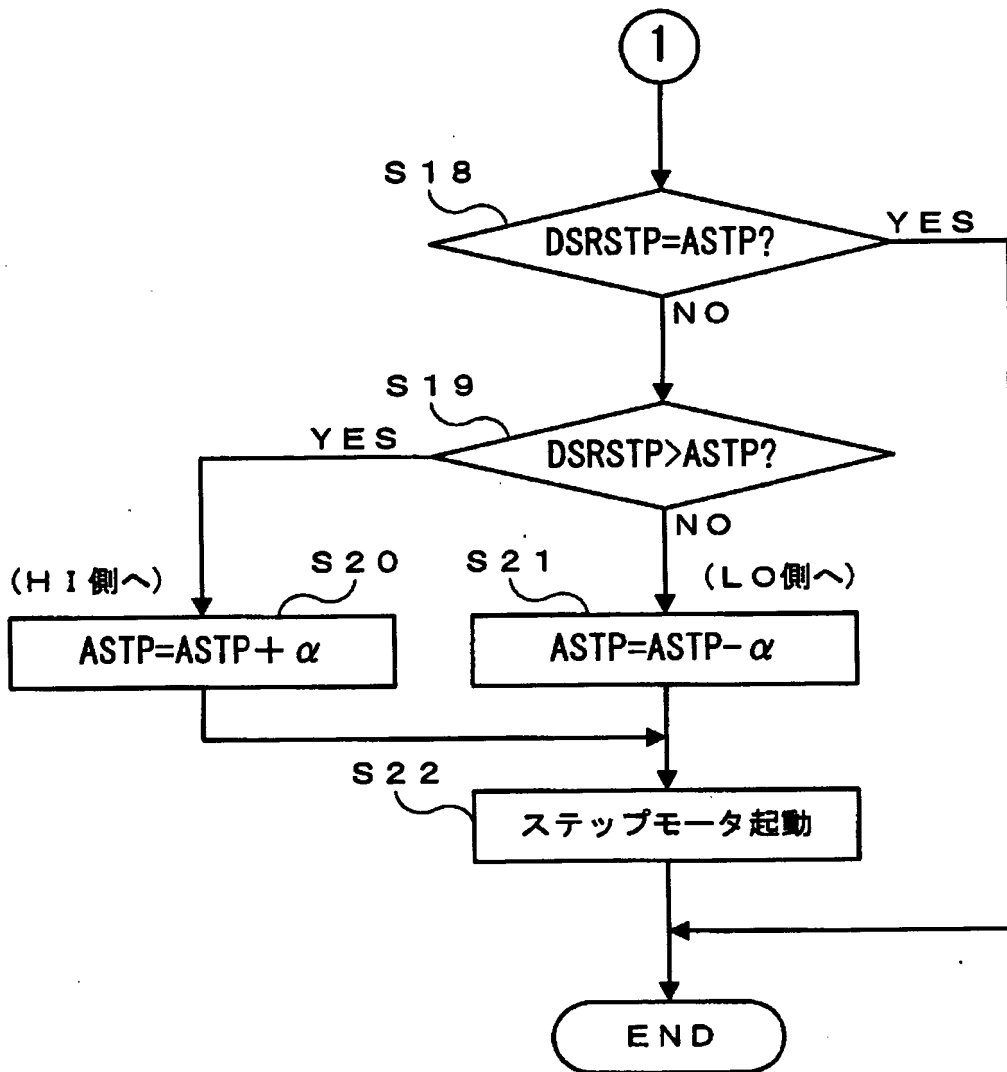 1
S18
DSRSTP=ASTP?
YES
NO
S19
YES
DSRSTP>ASTP?
NO
(HI側へ)
S20
S21
(LO側へ)
ASTP=ASTP+α
ASTP=ASTP-α
S22
ステップモータ起動
END